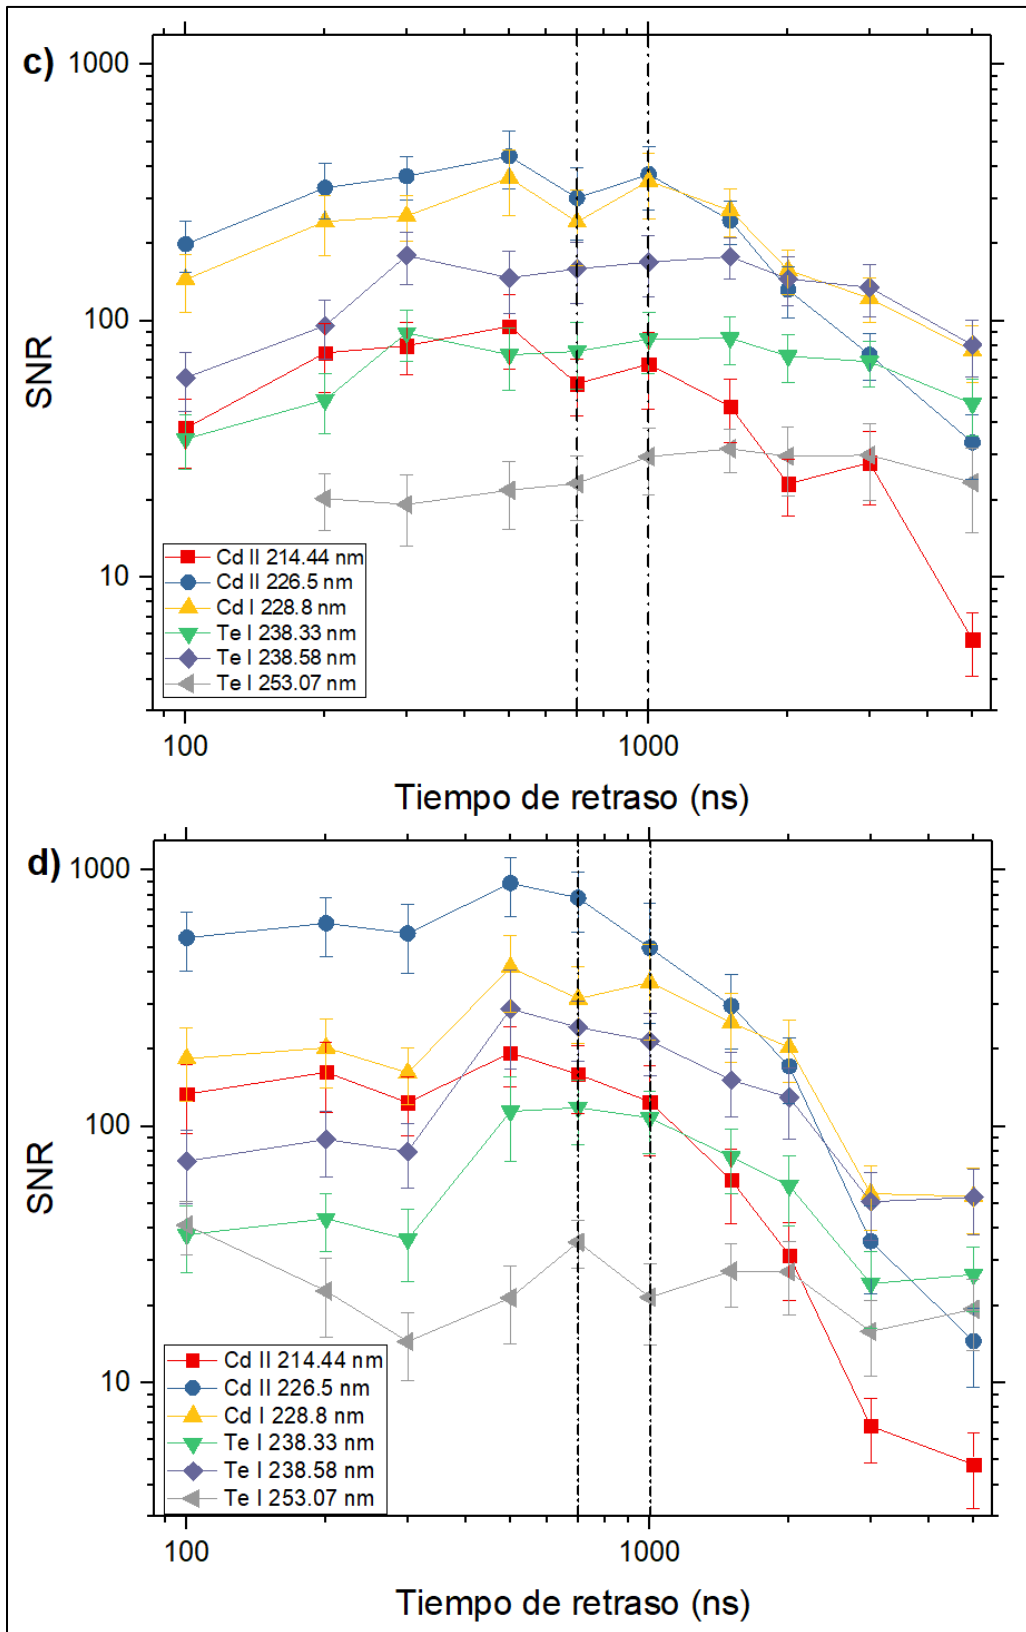 c)
1000
100
10
SNR
Cd II 214.44 nm
Cd II 226.5 nm
Cd I 228.8 nm
Te I 238.33 nm
Te I 238.58 nm
Te I 253.07 nm
100 1000
Tiempo de retraso (ns)
d)
1000
100
10
SNR
Cd II 214.44 nm
Cd II 226.5 nm
Cd I 228.8 nm
Te I 238.33 nm
Te I 238.58 nm
Te I 253.07 nm
100 1000
Tiempo de retraso (ns)